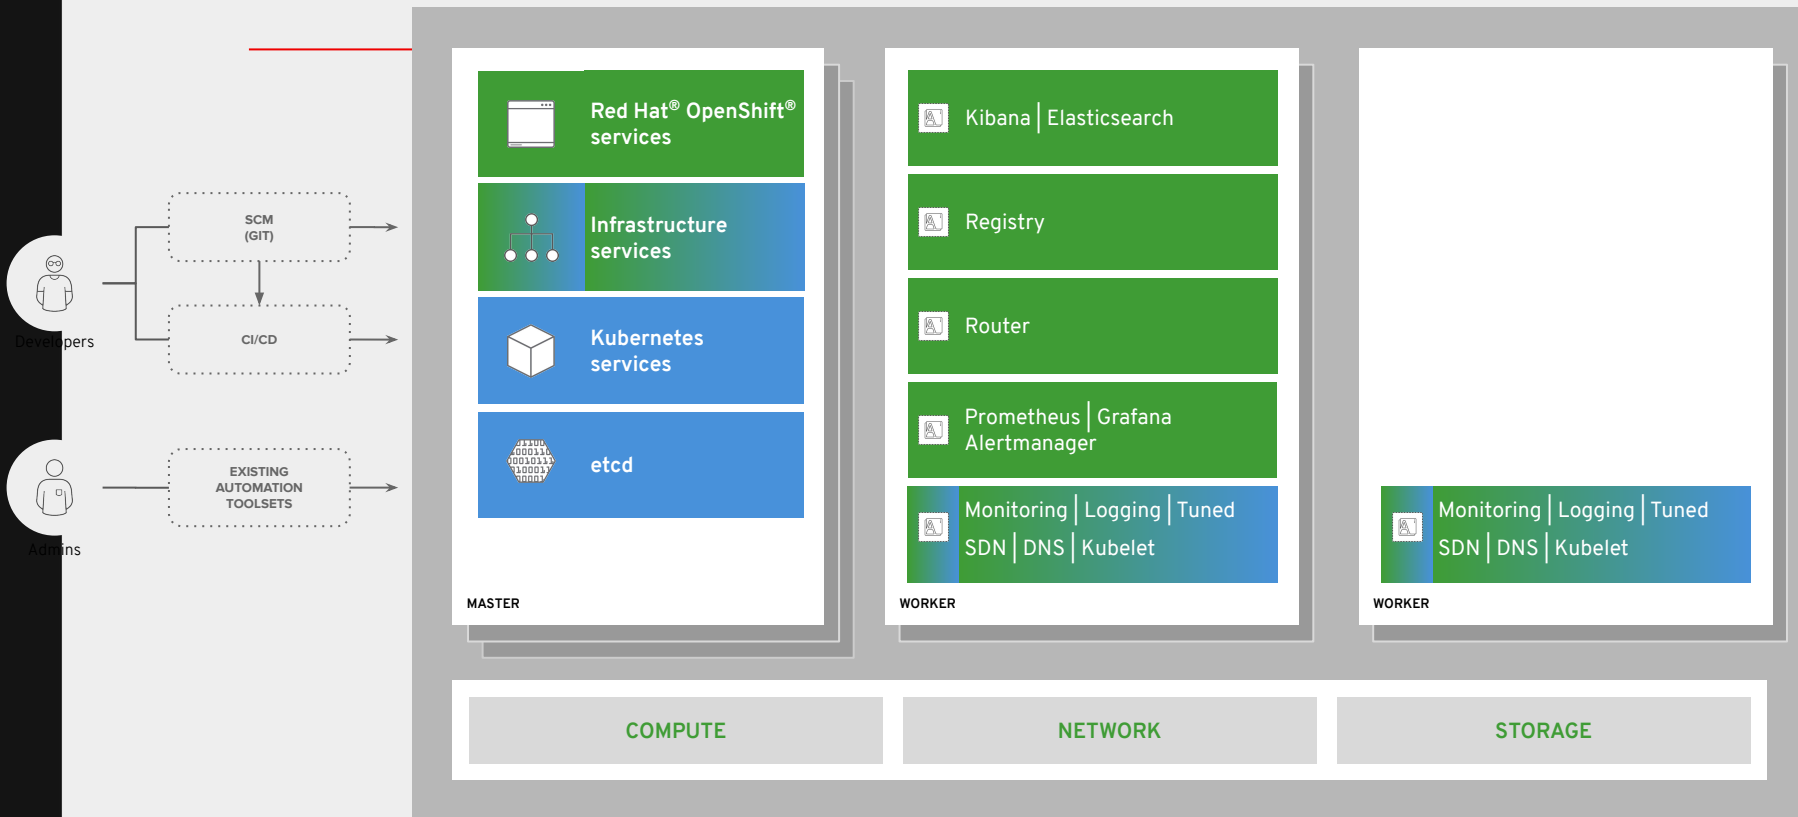 Developers
SCM
(GIT)
CI/CD
Admins
EXISTING
AUTOMATION
TOOLSETS
Red Hat® OpenShift®
services
Infrastructure
services
Kubernetes
services
etcd
MASTER
Kibana | Elasticsearch
Registry
Router
Prometheus | Grafana
Alertmanager
Monitoring | Logging | Tuned
SDN | DNS | Kubelet
WORKER
Monitoring | Logging | Tuned
SDN | DNS | Kubelet
WORKER
COMPUTE
NETWORK
STORAGE